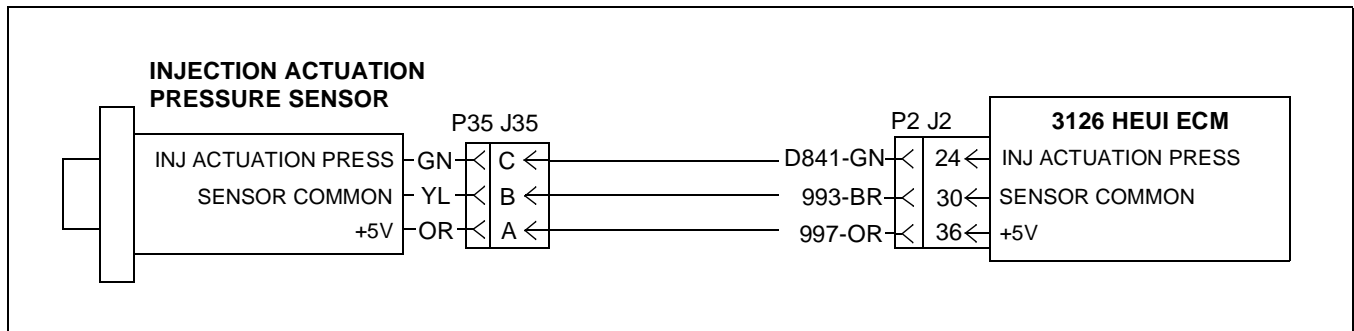 INJECTION ACTUATION
PRESSURE SENSOR
P35 J35
P2 J2
3126 HEUI ECM
INJ ACTUATION PRESS GN C D841-GN 24 INJ ACTUATION PRESS
SENSOR COMMON YL B 993-BR 30 SENSOR COMMON
+5V OR A 997-OR 36 +5V